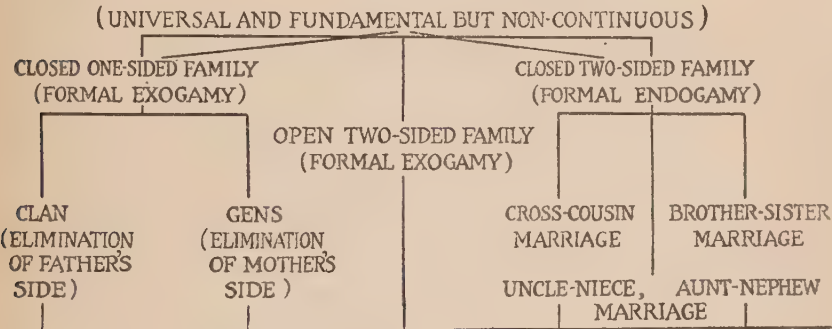 (UNIVERSAL AND FUNDAMENTAL BUT NON-CONTINUOUS)
CLOSED ONE-SIDED FAMILY
(FORMAL EXOGAMY)
CLOSED TWO-SIDED FAMILY
(FORMAL ENDOGAMY)
OPEN TWO-SIDED FAMILY
(FORMAL EXOGAMY)
CLAN
(ELIMINATION
OF FATHER'S
SIDE)
GENS
(ELIMINATION
OF MOTHER'S
SIDE)
CROSS-COUSIN
MARRIAGE
BROTHER-SISTER
MARRIAGE
UNCLE-NIECE, AUNT-NEPHEW
MARRIAGE